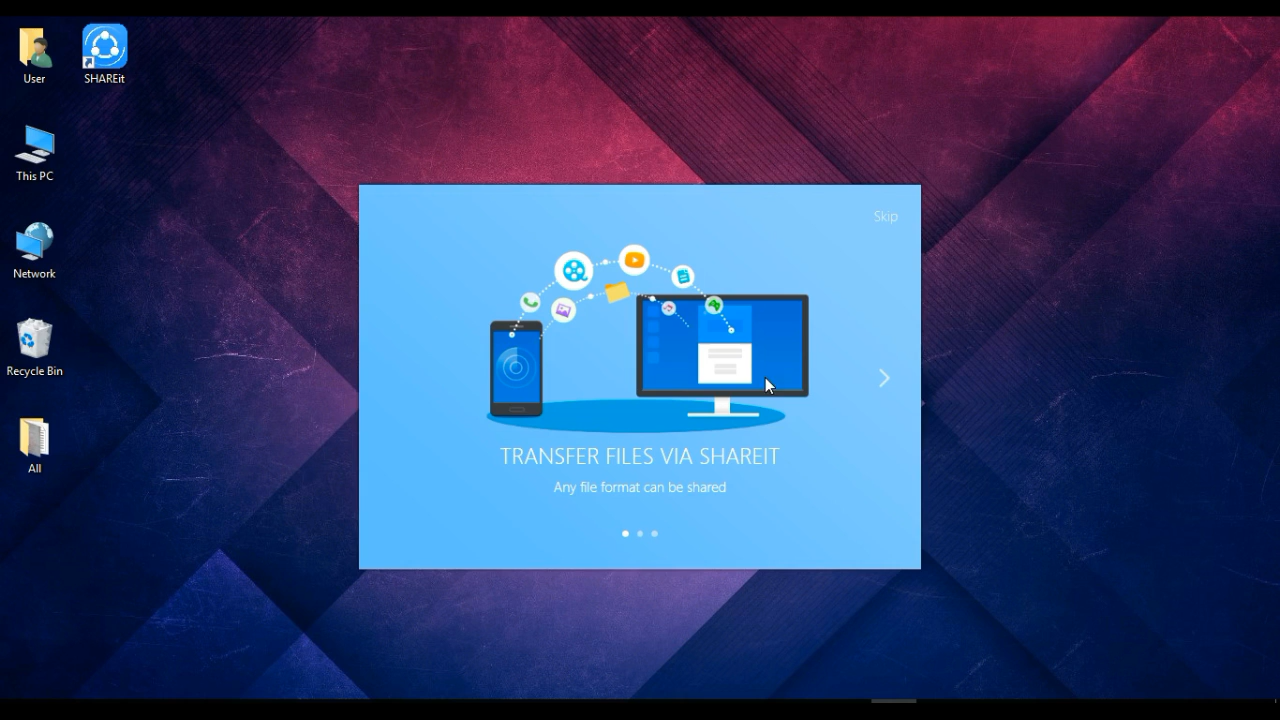 User
SHAREit
This PC
Network
Recycle Bin
All
Skip
TRANSFER FILES VIA SHAREIT
Any file format can be shared